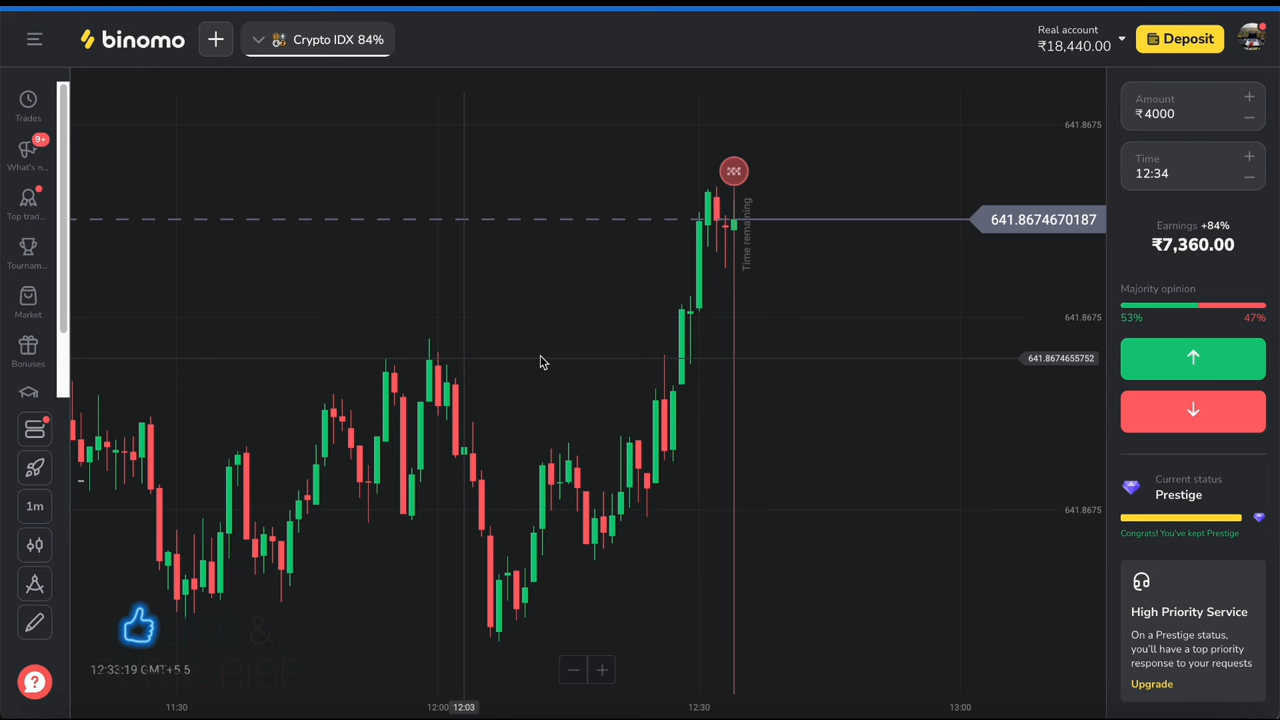 binomo
Crypto IDX 84%
Real account
₹18,440.00
Deposit
Trades
9+
What's n...
Top trad...
Tournam...
Market
Bonuses
1m
641.8675
641.8674670187
Time remaining
641.8675
641.8674655752
641.8675
&
SUBSCRIBE
12:33:19 GMT+5.5
11:30
12:00
12:03
12:30
13:00
Amount
₹4000
Time
12:34
Earnings +84%
₹7,360.00
Majority opinion
53%
47%
Current status
Prestige
Congrats! You've kept Prestige
High Priority Service
On a Prestige status,
you'll have a top priority
response to your requests
Upgrade